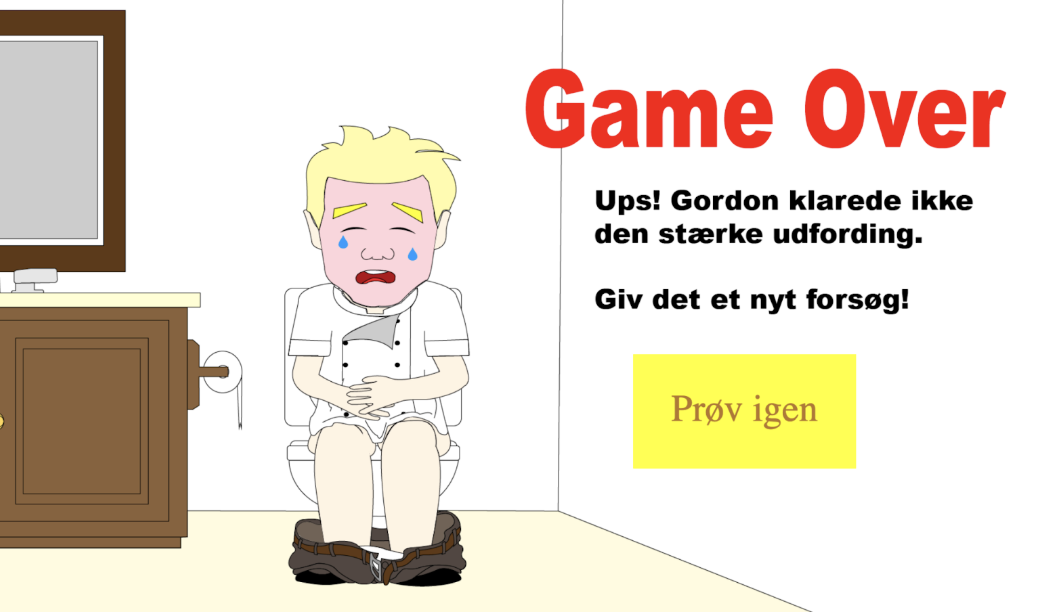 Game Over
Ups! Gordon klarede ikke
den stærke udfording.
Giv det et nyt forsøg!
Prøv igen